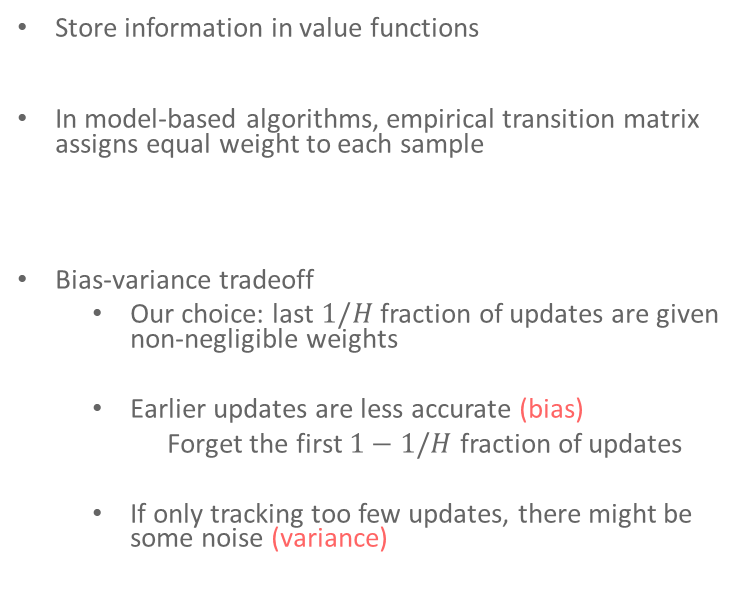 • Store information in value functions
• In model-based algorithms, empirical transition matrix
assigns equal weight to each sample
• Bias-variance tradeoff
• Our choice: last 1/H fraction of updates are given
non-negligible weights
• Earlier updates are less accurate (bias)
Forget the first 1 − 1/H fraction of updates
• If only tracking too few updates, there might be
some noise (variance)